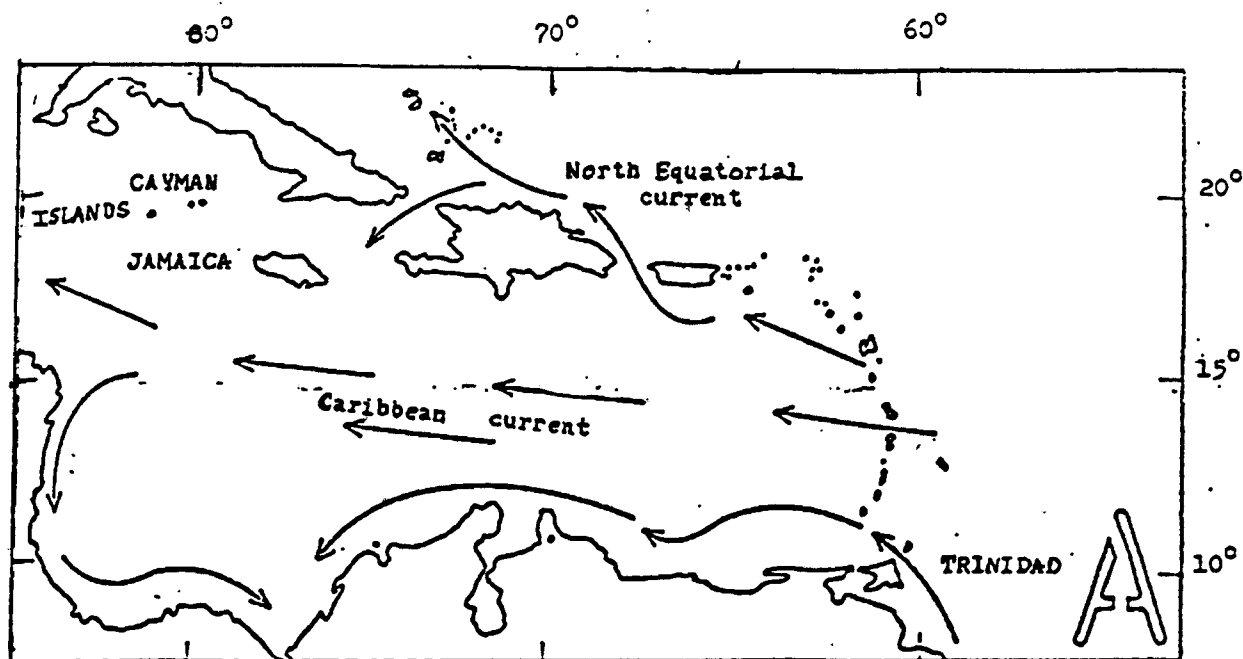 80° 70° 60°
North Equatorial
current
20°
CAYMAN
ISLANDS
JAMAICA
15°
Caribbean current
TRINIDAD
10°
A